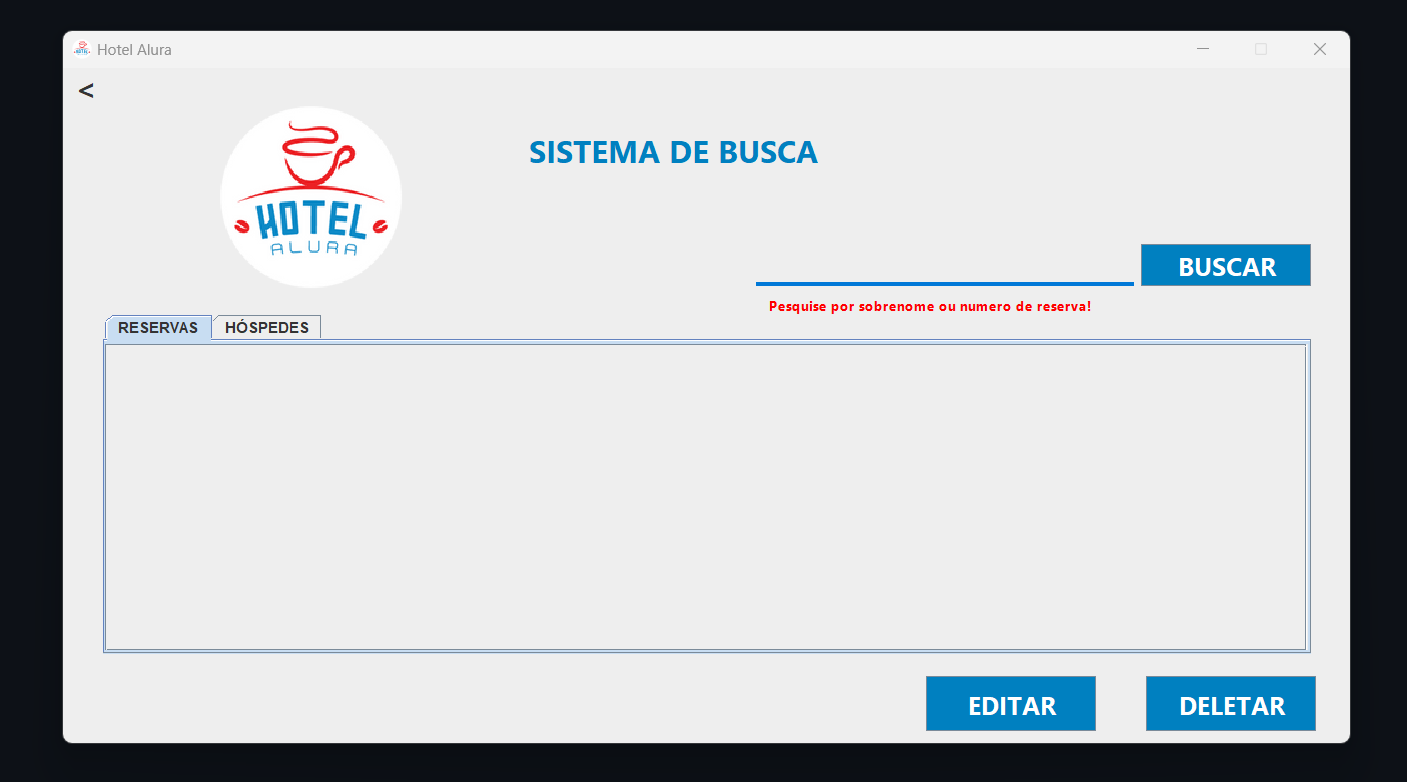 Hotel Alura
<
HOTEL
ALURA
SISTEMA DE BUSCA
BUSCAR
Pesquise por sobrenome ou numero de reserva!
RESERVAS HÓSPEDES
EDITAR DELETAR